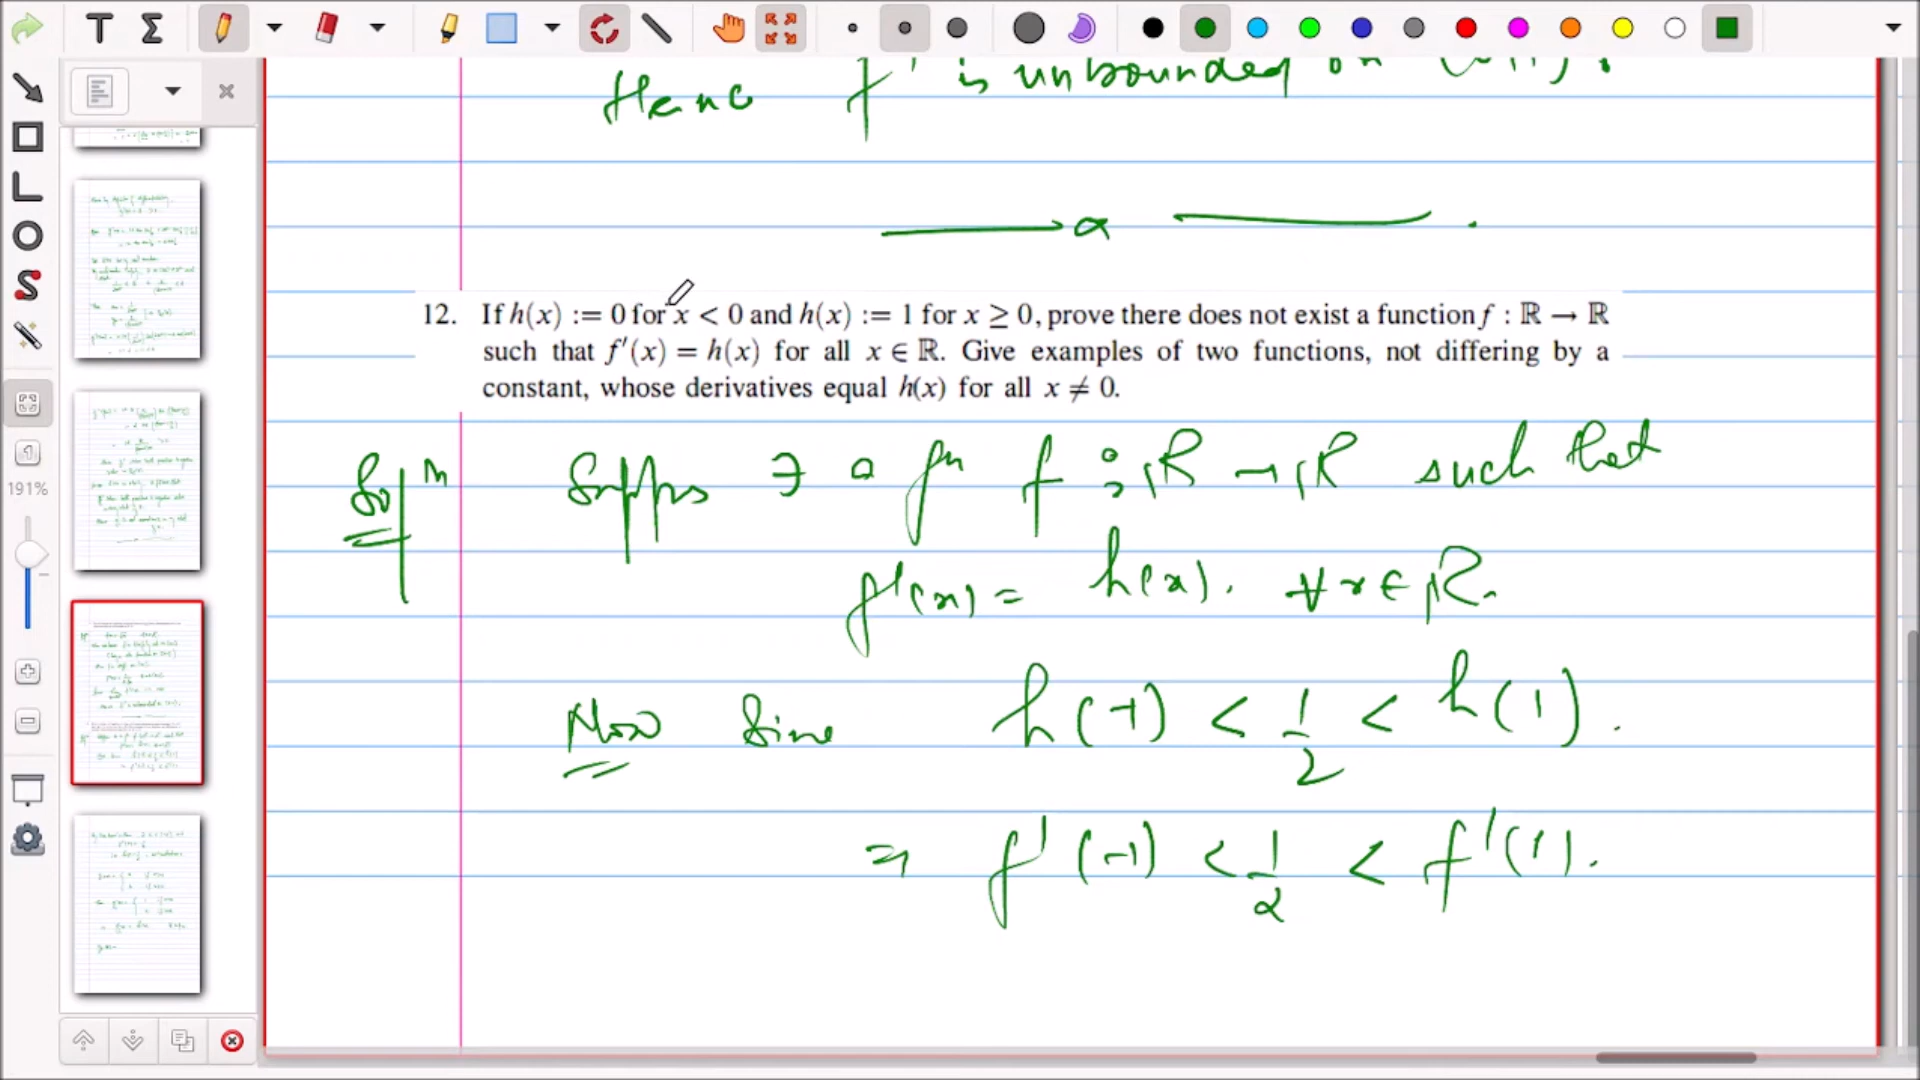 Hence f' is unbounded on
12. If h(x) := 0 for x < 0 and h(x) := 1 for x ≥ 0, prove there does not exist a function f : ℝ → ℝ
such that f′(x) = h(x) for all x ∈ ℝ. Give examples of two functions, not differing by a
constant, whose derivatives equal h(x) for all x ≠ 0.
Solⁿ Suppos ∃ a fn f : ℝ → ℝ such that
f'(x) = h(x). ∀ x ∈ ℝ.
Now Sine h(-1) < 1/2 < h(1).
⇒ f'(-1) < 1/2 < f'(1).
191%